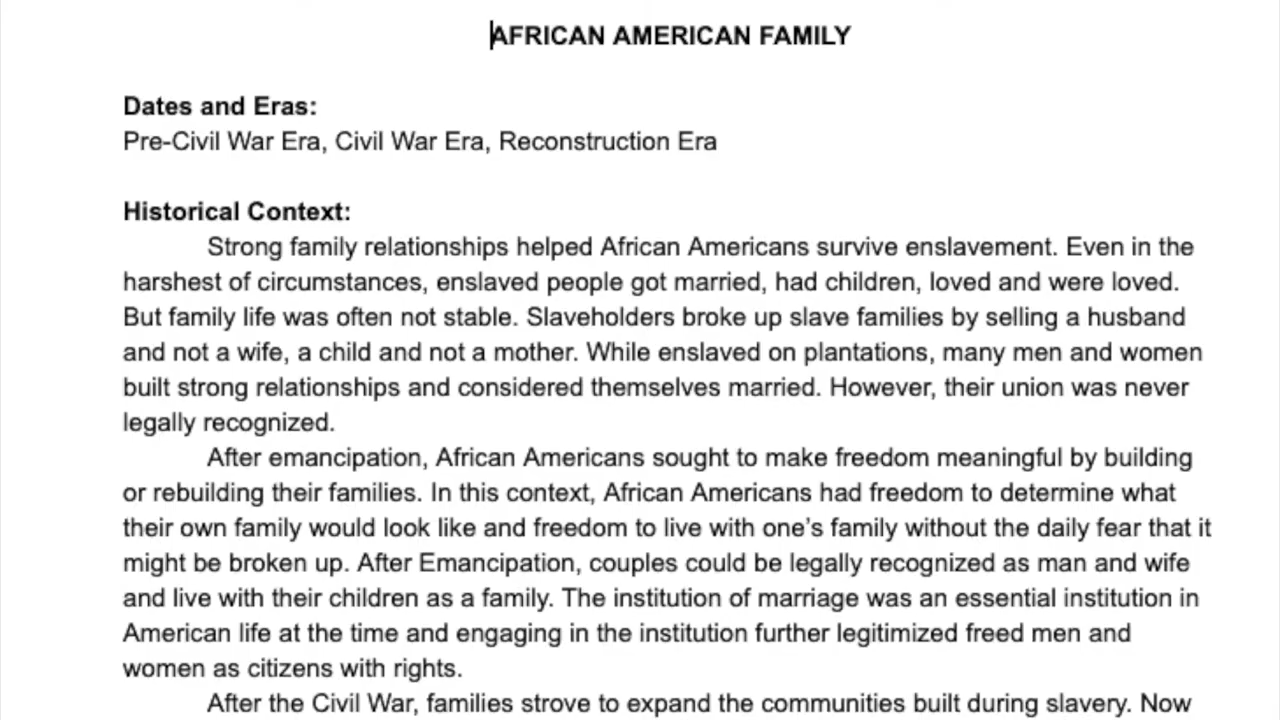 AFRICAN AMERICAN FAMILY
Dates and Eras:
Pre-Civil War Era, Civil War Era, Reconstruction Era
Historical Context:
Strong family relationships helped African Americans survive enslavement. Even in the
harshest of circumstances, enslaved people got married, had children, loved and were loved.
But family life was often not stable. Slaveholders broke up slave families by selling a husband
and not a wife, a child and not a mother. While enslaved on plantations, many men and women
built strong relationships and considered themselves married. However, their union was never
legally recognized.
After emancipation, African Americans sought to make freedom meaningful by building
or rebuilding their families. In this context, African Americans had freedom to determine what
their own family would look like and freedom to live with one’s family without the daily fear that it
might be broken up. After Emancipation, couples could be legally recognized as man and wife
and live with their children as a family. The institution of marriage was an essential institution in
American life at the time and engaging in the institution further legitimized freed men and
women as citizens with rights.
After the Civil War, families strove to expand the communities built during slavery. Now